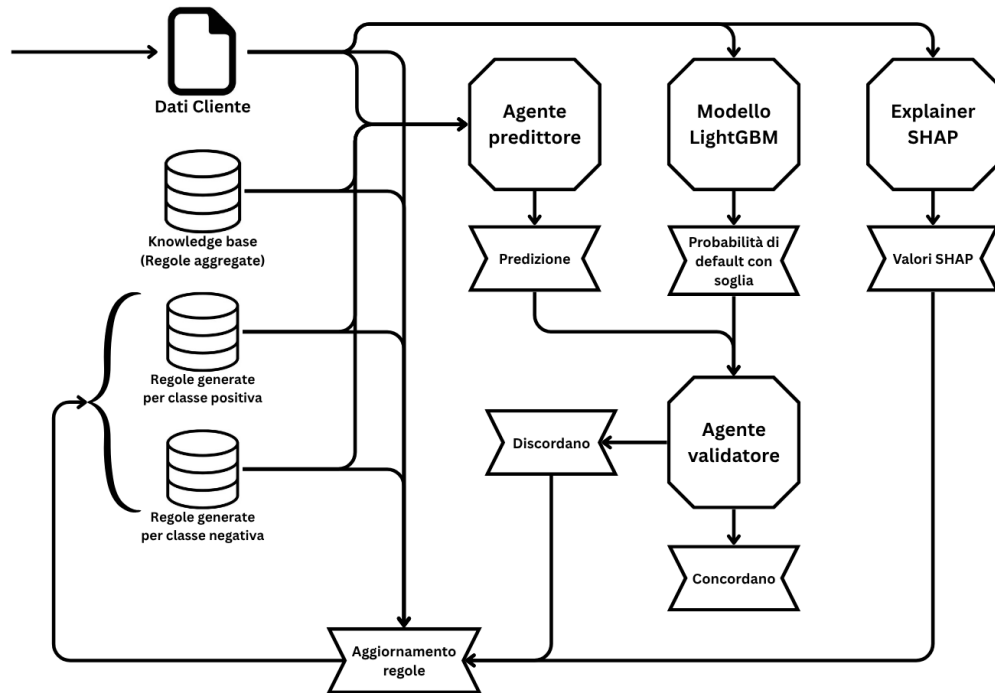 Dati Cliente
Agente
predittore
Modello
LightGBM
Explainer
SHAP
Knowledge base
(Regole aggregate)
Predizione
Probabilità di
default con
soglia
Valori SHAP
Regole generate
per classe positiva
Discordano
Agente
validatore
Regole generate
per classe negativa
Concordano
Aggiornamento
regole